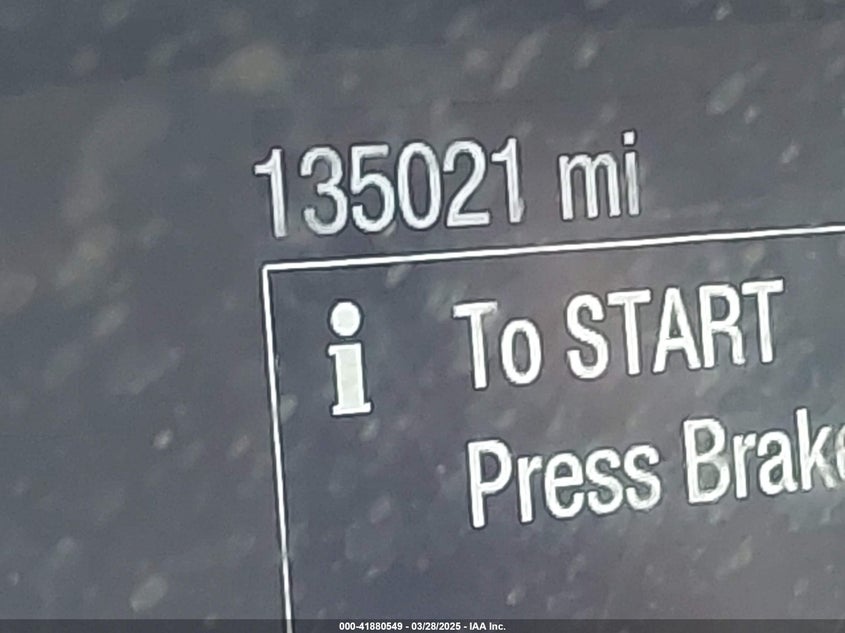 135021 mi
i
To START
Press Brake
000-41880549 - 03/28/2025 - IAA Inc.